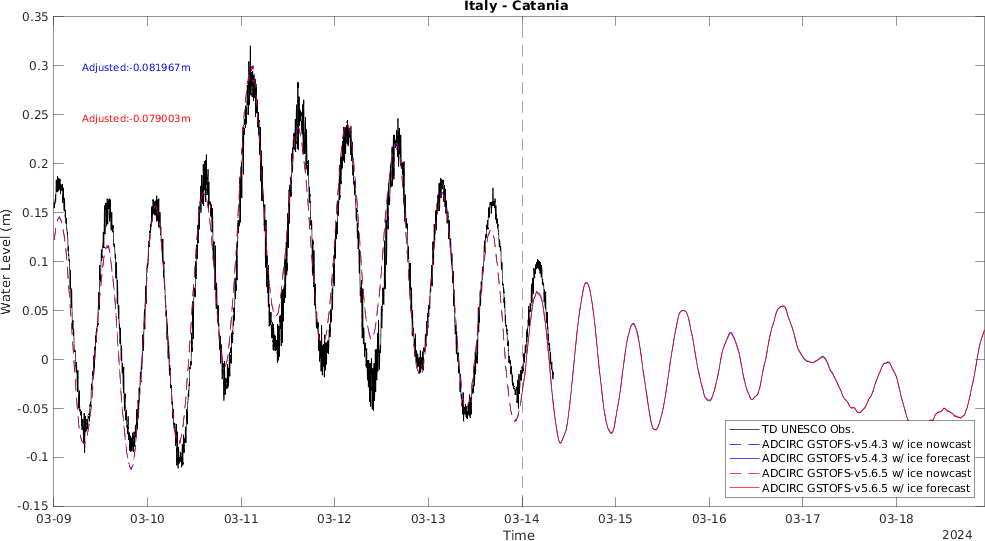 Italy - Catania
0.35
0.3
0.25
0.2
0.15
0.1
0.05
0
-0.05
-0.1
-0.15
Water Level (m)
Adjusted:-0.081967m
Adjusted:-0.079003m
TD UNESCO Obs.
ADCIRC GSTOFS-v5.4.3 w/ ice nowcast
ADCIRC GSTOFS-v5.4.3 w/ ice forecast
ADCIRC GSTOFS-v5.6.5 w/ ice nowcast
ADCIRC GSTOFS-v5.6.5 w/ ice forecast
03-09 03-10 03-11 03-12 03-13 03-14 03-15 03-16 03-17 03-18
Time
2024